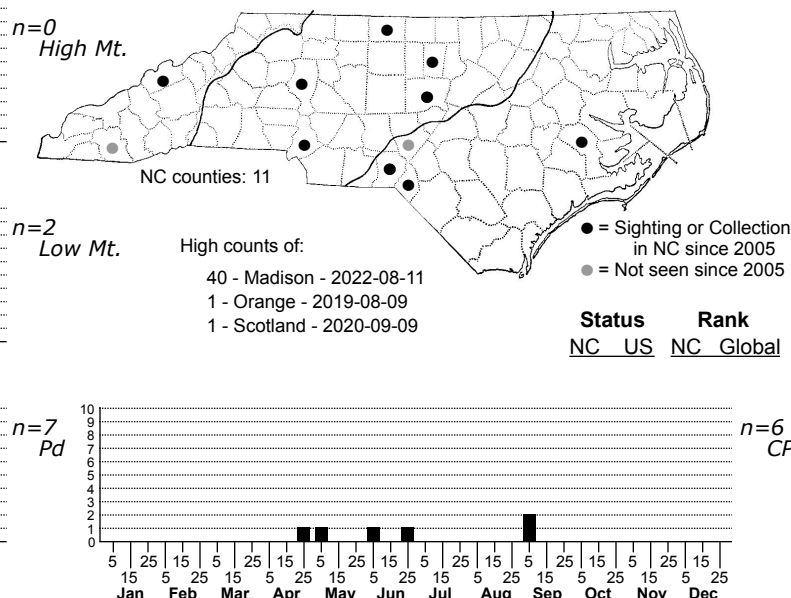 n=0
High Mt.
NC counties: 11
n=2
Low Mt.
High counts of:
40 - Madison - 2022-08-11
1 - Orange - 2019-08-09
1 - Scotland - 2020-09-09
= Sighting or Collection
in NC since 2005
= Not seen since 2005
Status Rank
NC US NC Global
n=7
Pd
n=6
CP
10
9
8
7
6
5
4
3
2
1
0
5 25 15 5 25 15 5 25 15 5 25 15 5 25 15 5 25 15 5 25 15 5 25 15
15 5 25 15 5 25 15 5 25 15 5 25 15 5 25 15 5 25 15 5 25 15 5 25
Jan Feb Mar Apr May Jun Jul Aug Sep Oct Nov Dec